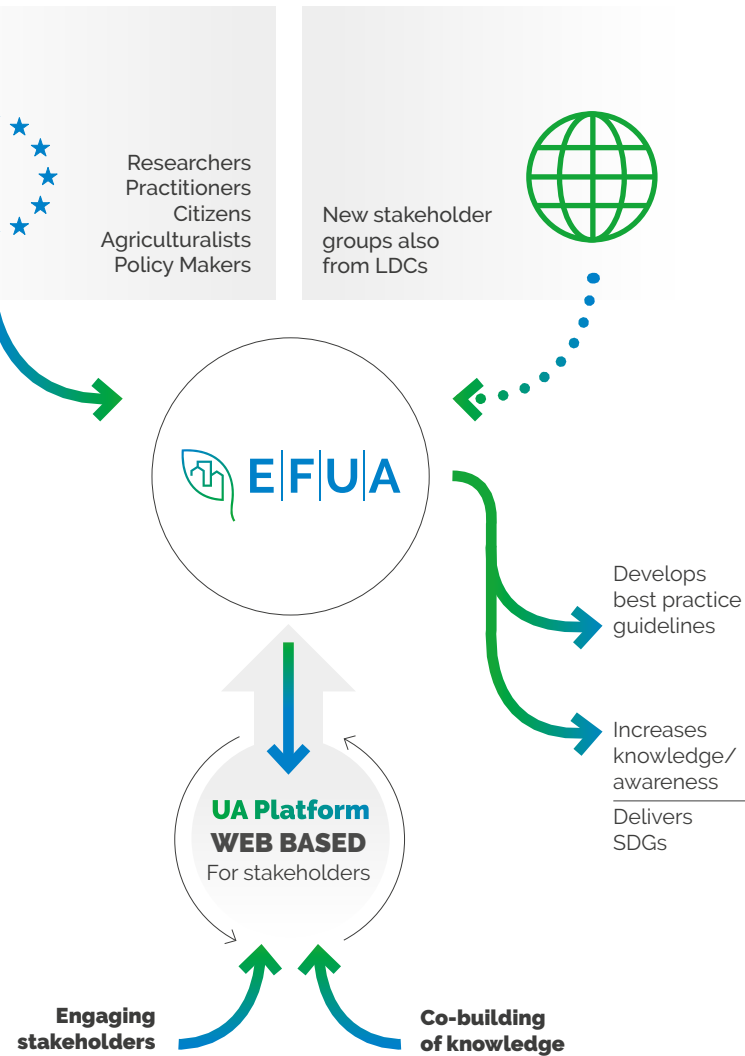 Researchers
Practitioners
Citizens
Agriculturalists
Policy Makers
New stakeholder
groups also
from LDCs
E|F|U|A
Develops
best practice
guidelines
Increases
knowledge/
awareness
Delivers
SDGs
UA Platform
WEB BASED
For stakeholders
Engaging
stakeholders
Co-building
of knowledge